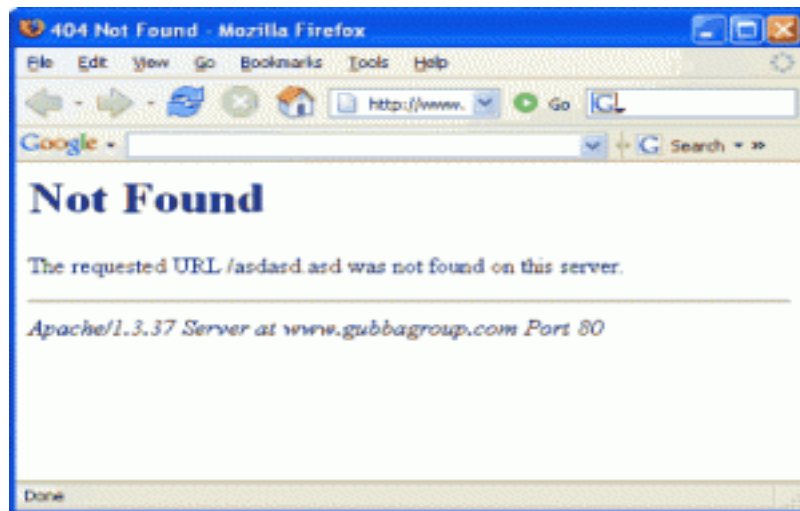 404 Not Found - Mozilla Firefox
File Edit View Go Bookmarks Tools Help
http://www. Go G
Google G Search »
Not Found
The requested URL /asdasd.asd was not found on this server.
Apache/1.3.37 Server at www.gubbagroup.com Port 80
Done